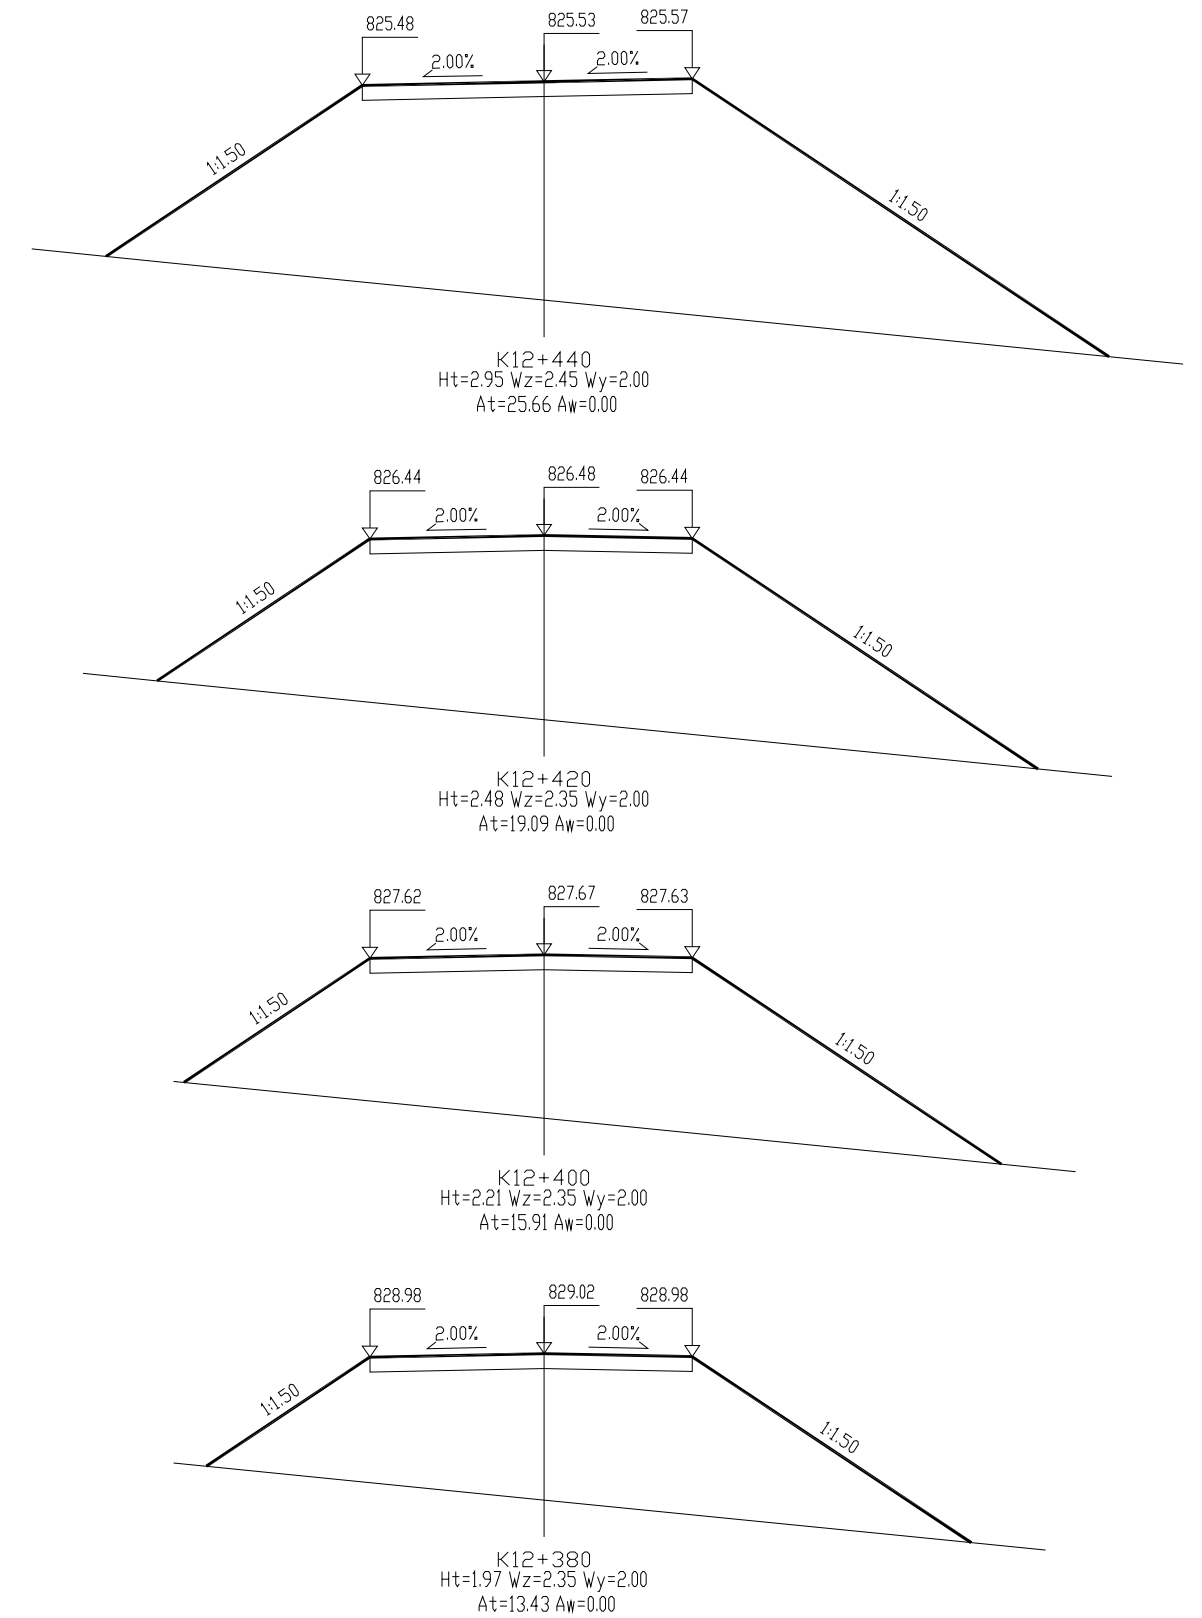 825.48 825.53 825.57
2.00% 2.00%
1:1.50 1:1.50
K12+440
Ht=2.95 Wz=2.45 Wy=2.00
At=25.66 Aw=0.00
826.44 826.48 826.44
2.00% 2.00%
1:1.50 1:1.50
K12+420
Ht=2.48 Wz=2.35 Wy=2.00
At=19.09 Aw=0.00
827.62 827.67 827.63
2.00% 2.00%
1:1.50 1:1.50
K12+400
Ht=2.21 Wz=2.35 Wy=2.00
At=15.91 Aw=0.00
828.98 829.02 828.98
2.00% 2.00%
1:1.50 1:1.50
K12+380
Ht=1.97 Wz=2.35 Wy=2.00
At=13.43 Aw=0.00